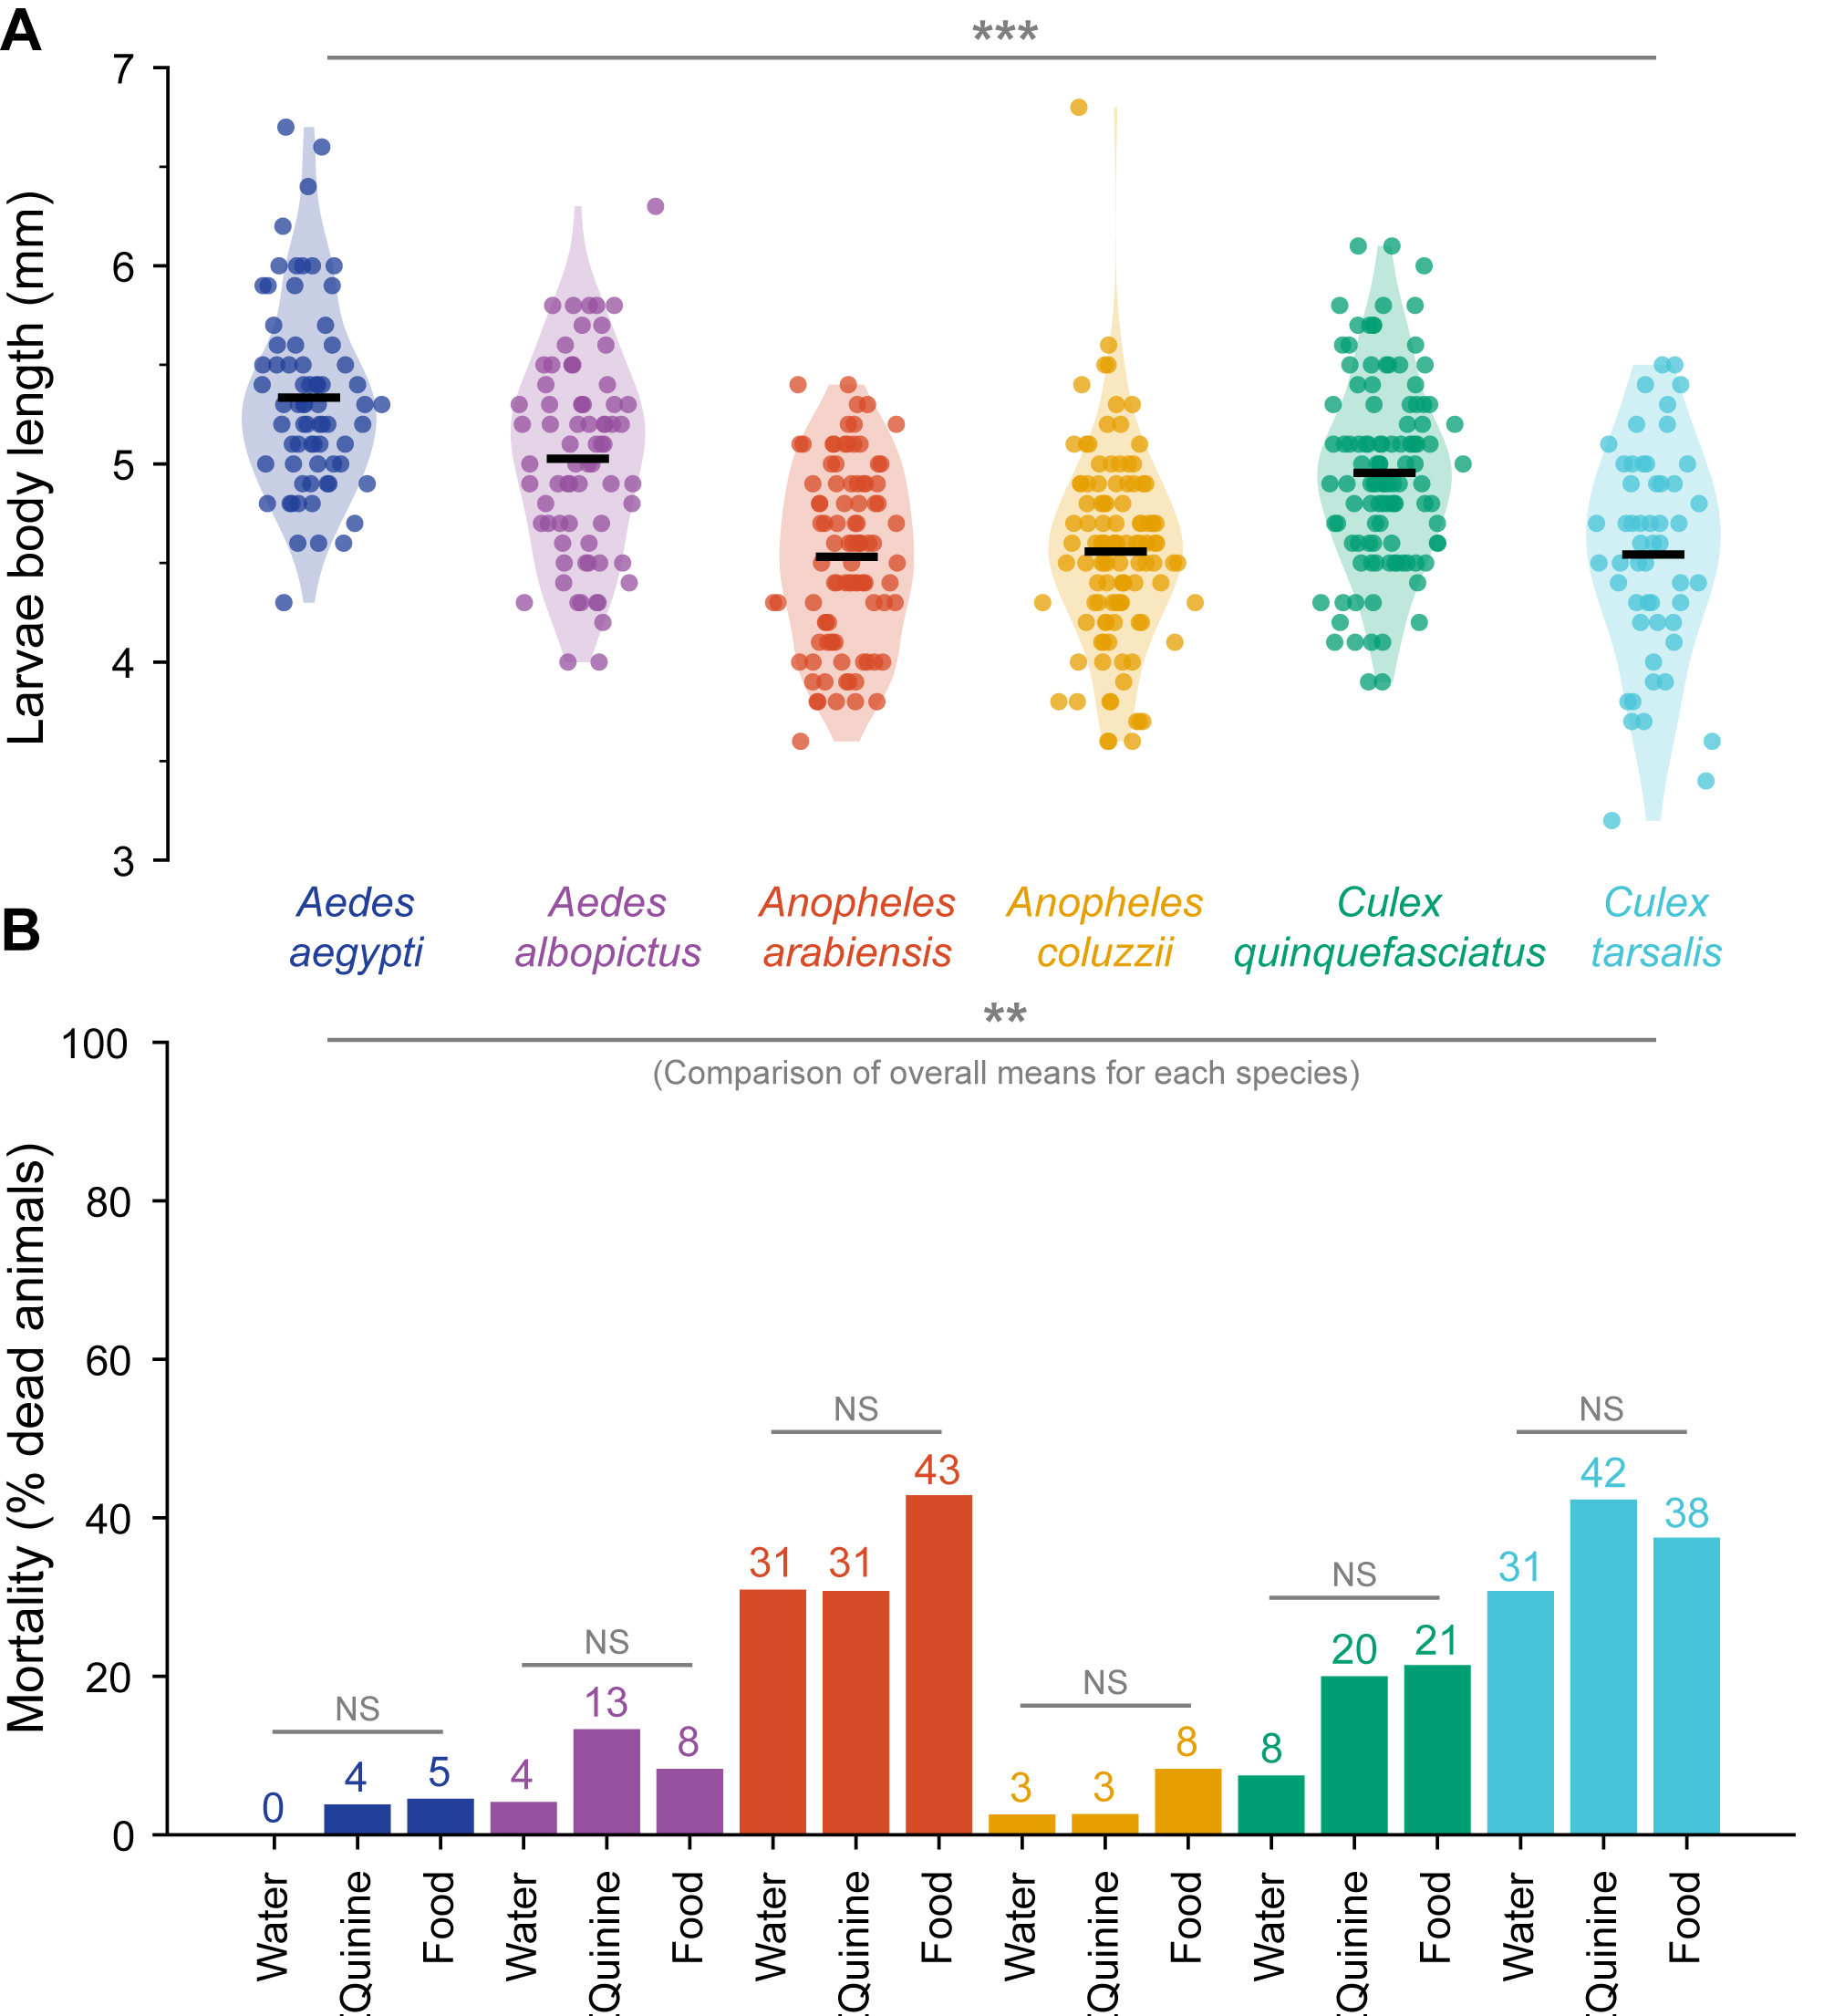 A
***
Larvae body length (mm)
7
6
5
4
3
Aedes aegypti
Aedes albopictus
Anopheles arabiensis
Anopheles coluzzii
Culex quinquefasciatus
Culex tarsalis
B
**
(Comparison of overall means for each species)
Mortality (% dead animals)
100
80
60
40
20
0
NS
NS
NS
NS
NS
NS
0
4
5
4
13
8
31
31
43
3
3
8
8
20
21
31
42
38
Water
Quinine
Food
Water
Quinine
Food
Water
Quinine
Food
Water
Quinine
Food
Water
Quinine
Food
Water
Quinine
Food